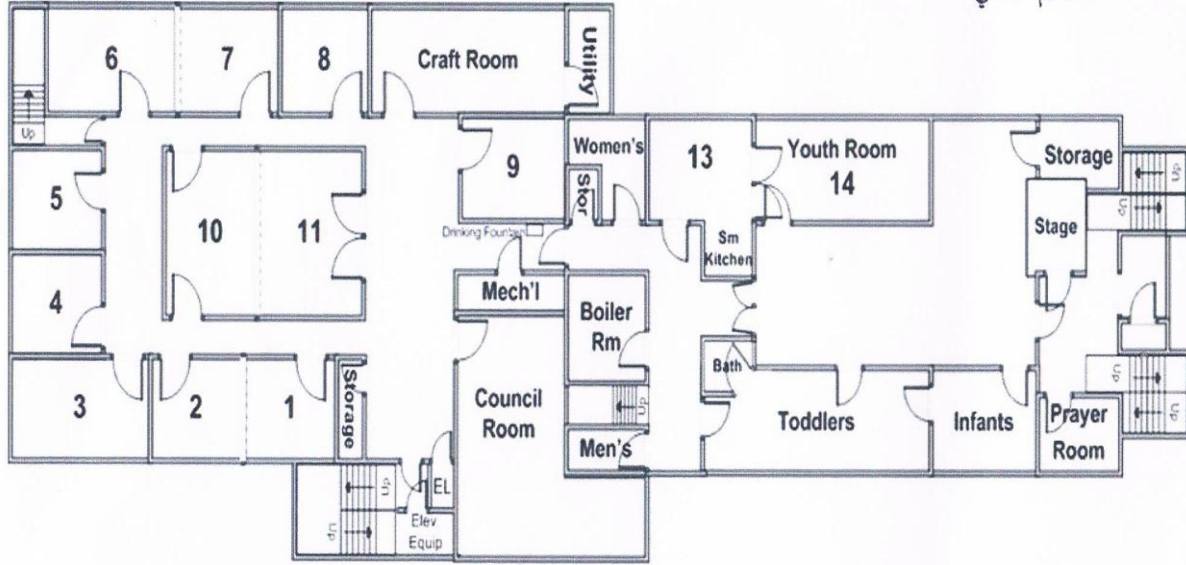 6
7
8
Craft Room
Utility
Up
5
10
11
9
Women's
Stor
13
Youth Room
14
Storage
Up
Up
Stage
Drinking Fountain
Sm
Kitchen
4
Mech'l
Boiler
Rm
3
2
1
Storage
Council
Room
Up
Bath
Toddlers
Infants
Prayer
Room
Up
Up
Men's
EL
Up
Up
Elev
Equip